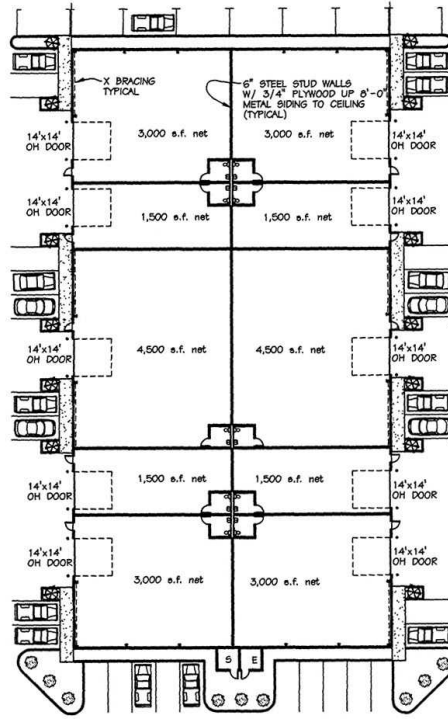 X BRACING
TYPICAL
6" STEEL STUD WALLS
W/ 3/4" PLYWOOD UP 8'-0"
METAL SIDING TO CEILING
(TYPICAL)
3,000 s.f. net
3,000 s.f. net
14'x14'
OH DOOR
14'x14'
OH DOOR
14'x14'
OH DOOR
14'x14'
OH DOOR
1,500 s.f. net
1,500 s.f. net
14'x14'
OH DOOR
4,500 s.f. net
4,500 s.f. net
14'x14'
OH DOOR
14'x14'
OH DOOR
1,500 s.f. net
1,500 s.f. net
14'x14'
OH DOOR
14'x14'
OH DOOR
14'x14'
OH DOOR
3,000 s.f. net
3,000 s.f. net
S
E